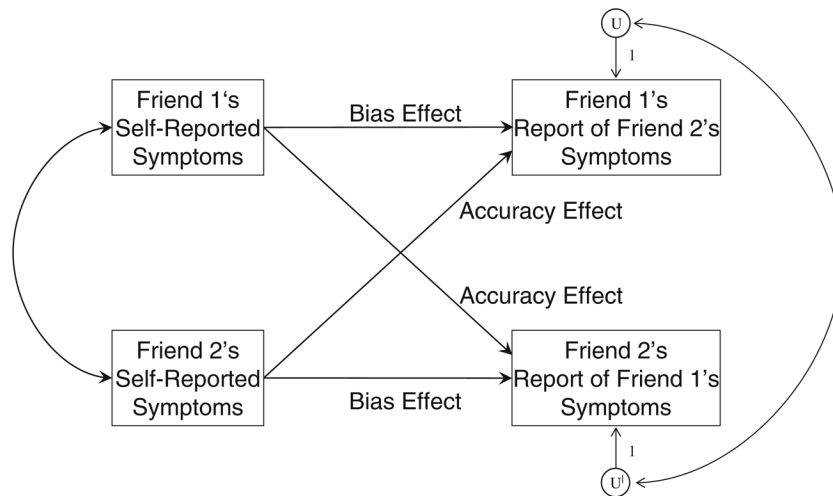 U
1
Friend 1‘s
Self-Reported
Symptoms
Bias Effect
Friend 1’s
Report of Friend 2’s
Symptoms
Accuracy Effect
Accuracy Effect
Friend 2’s
Self-Reported
Symptoms
Bias Effect
Friend 2’s
Report of Friend 1’s
Symptoms
1
U¹